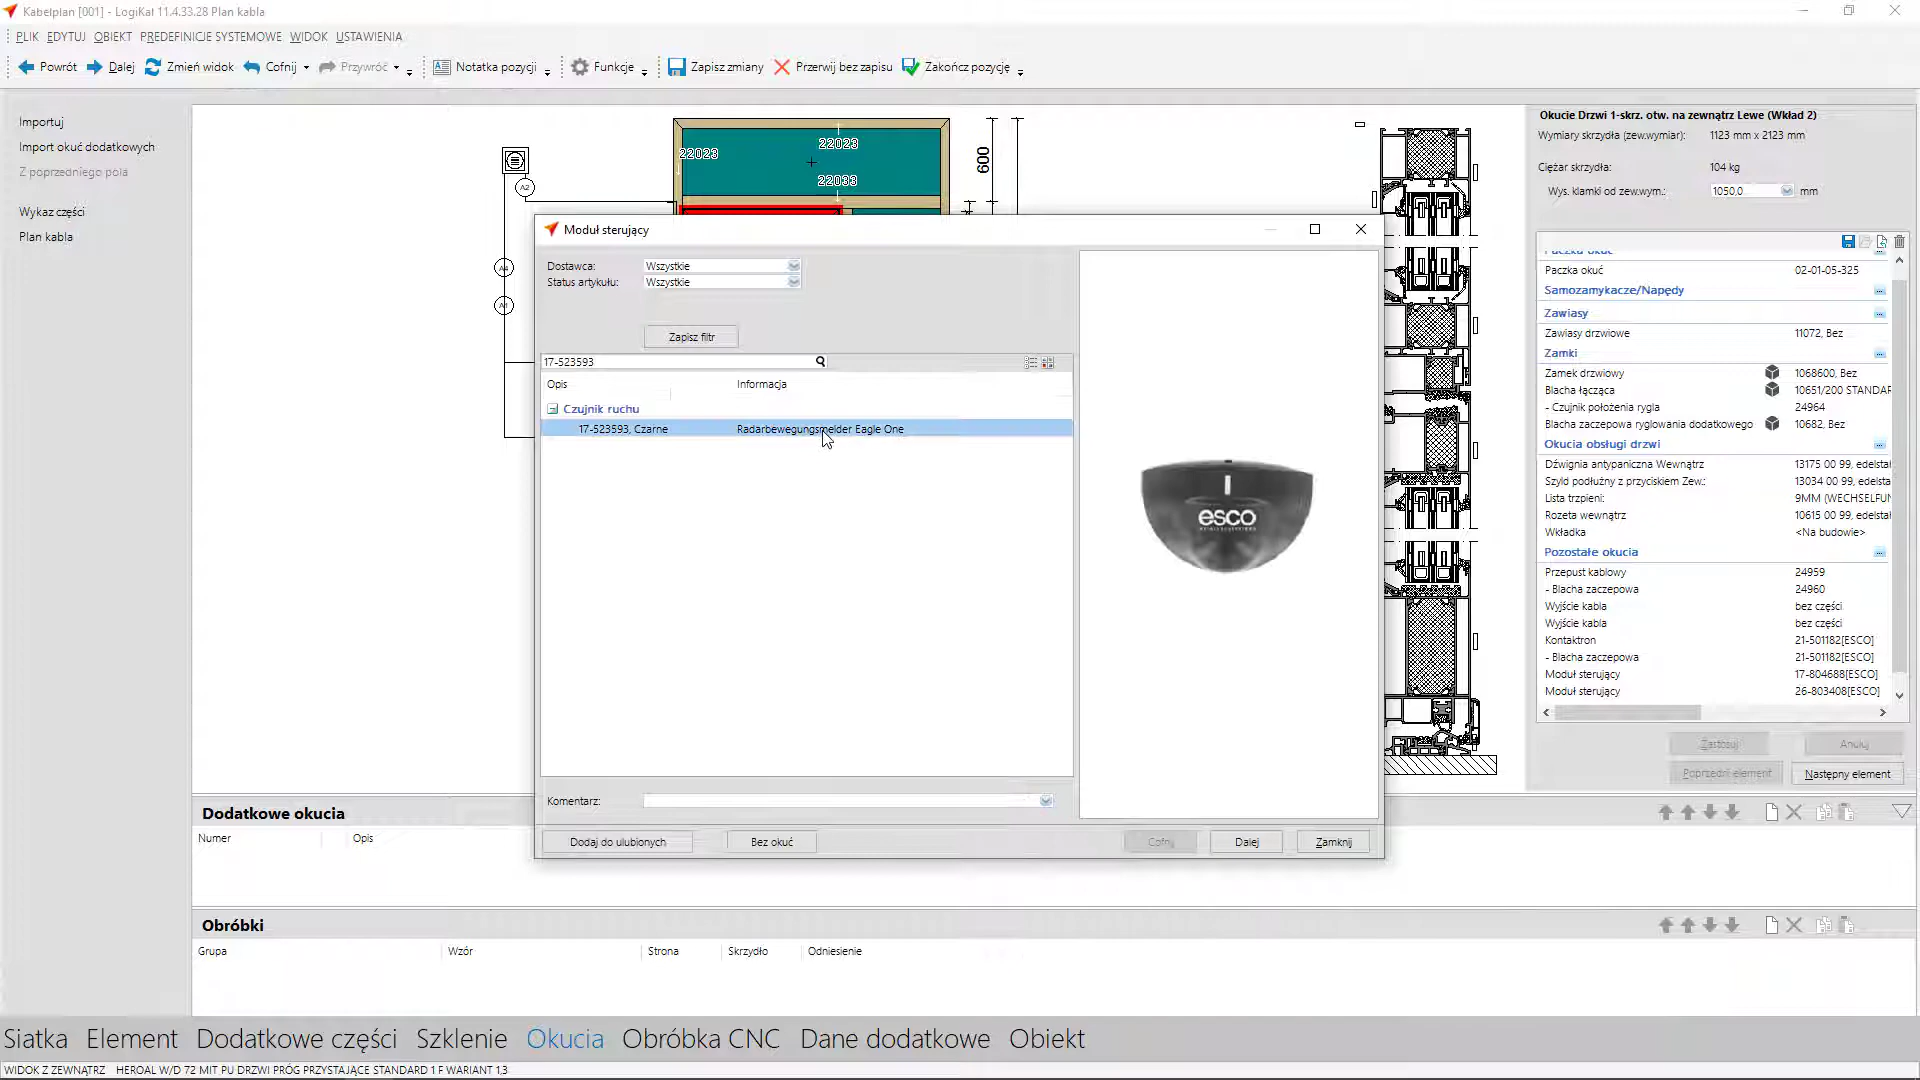 Kabelplan [001] - LogiKal 11.4.33.28 Plan kabla
PLIK EDYTUJ OBIEKT PREDEFINICJE SYSTEMOWE WIDOK USTAWIENIA
Powrót Dalej Zmień widok Cofnij Przywróć Notatka pozycji Funkcje Zapisz zmiany Przerwij bez zapisu Zakończ pozycję
Importuj
Import okuć dodatkowych
Z poprzedniego pola
Wykaz części
Plan kabla
22023
22023
22033
600
A2
A4
A1
Moduł sterujący
Dostawca: Wszystkie
Status artykułu: Wszystkie
Zapisz filtr
17-523593
Opis Informacja
Czujnik ruchu
17-523593, Czarne Radarbewegungsmelder Eagle One
esco
Komentarz:
Dodaj do ulubionych Bez okuć Cofnij Dalej Zamknij
Okucie Drzwi 1-skrz. otw. na zewnątrz Lewe (Wkład 2)
Wymiary skrzydła (zew.wymiar): 1123 mm x 2123 mm
Ciężar skrzydła: 104 kg
Wys. klamki od zew.wym.: 1050,0 mm
Paczka okuć
Paczka okuć 02-01-05-325
Samozamykacze/Napędy
Zawiasy
Zawiasy drzwiowe 11072, Bez
Zamki
Zamek drzwiowy 1068600, Bez
Blacha łącząca 10651/200 STANDAR
- Czujnik położenia rygla 24964
Blacha zaczepowa ryglowania dodatkowego 10682, Bez
Okucia obsługi drzwi
Dźwignia antypaniczna Wewnątrz 13175 00 99, edelstal
Szyld podłużny z przyciskiem Zew.: 13034 00 99, edelstal
Lista trzpieni: 9MM (WECHSELFUN
Rozeta wewnątrz 10615 00 99, edelstal
Wkładka <Na budowie>
Pozostałe okucia
Przepust kablowy 24959
- Blacha zaczepowa 24960
Wyjście kabla bez części
Wyjście kabla bez części
Kontaktron 21-501182[ESCO]
- Blacha zaczepowa 21-501182[ESCO]
Moduł sterujący 17-804688[ESCO]
Moduł sterujący 26-803408[ESCO]
Zastosuj Anuluj
Poprzedni element Następny element
Dodatkowe okucia
Numer Opis
Obróbki
Grupa Wzór Strona Skrzydło Odniesienie
Siatka Element Dodatkowe części Szklenie Okucia Obróbka CNC Dane dodatkowe Obiekt
WIDOK Z ZEWNĄTRZ HEROAL W/D 72 MIT PU DRZWI PRÓG PRZYSTAJĄCE STANDARD 1 F WARIANT 1,3